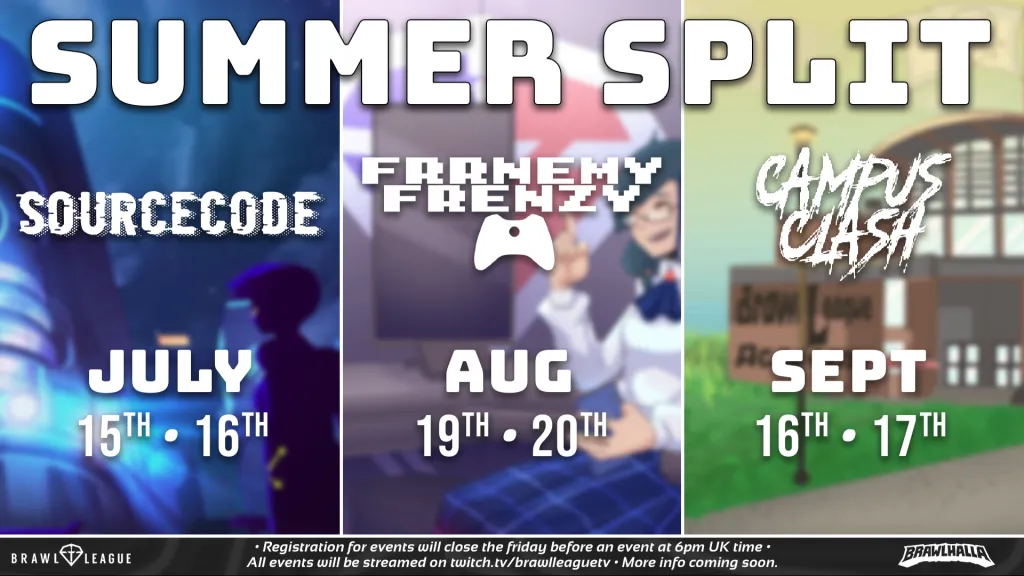 SUMMER SPLIT
SOURCECODE
JULY
15TH • 16TH
FRRNEMY
FRENZY
AUG
19TH • 20TH
CAMPUS
CLASH
Brawl League
SEPT
16TH • 17TH
BRAWL LEAGUE
• Registration for events will close the friday before an event at 6pm UK time •
All events will be streamed on twitch.tv/brawlleaguetv • More info coming soon.
BRAWLHALLA